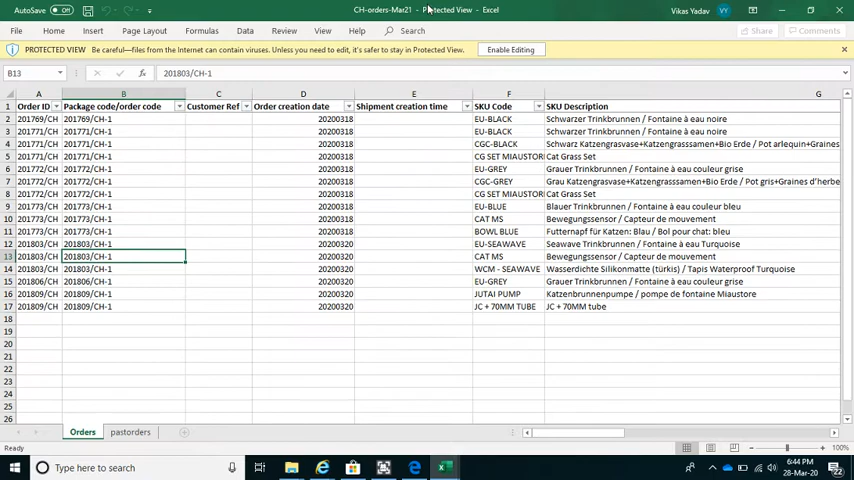 AutoSave Off CH-orders-Mar21 - Protected View - Excel Vikas Yadav VY
File Home Insert Page Layout Formulas Data Review View Help Search Share Comments
PROTECTED VIEW Be careful—files from the Internet can contain viruses. Unless you need to edit, it's safer to stay in Protected View. Enable Editing
B13 fx 201803/CH-1
A B C D E F G
1 Order ID Package code/order code Customer Ref Order creation date Shipment creation time SKU Code SKU Description
2 201769/CH 201769/CH-1 20200318 EU-BLACK Schwarzer Trinkbrunnen / Fontaine à eau noire
3 201771/CH 201771/CH-1 20200318 EU-BLACK Schwarzer Trinkbrunnen / Fontaine à eau noire
4 201771/CH 201771/CH-1 20200318 CGC-BLACK Schwarz Katzengrasvase+Katzengrasssamen+Bio Erde / Pot arlequin+Graines
5 201771/CH 201771/CH-1 20200318 CG SET MIAUSTOR Cat Grass Set
6 201772/CH 201772/CH-1 20200318 EU-GREY Grauer Trinkbrunnen / Fontaine à eau couleur grise
7 201772/CH 201772/CH-1 20200318 CGC-GREY Grau Katzengrasvase+Katzengrasssamen+Bio Erde / Pot gris+Graines d'herbe
8 201772/CH 201772/CH-1 20200318 CG SET MIAUSTOR Cat Grass Set
9 201773/CH 201773/CH-1 20200318 EU-BLUE Blauer Trinkbrunnen / Fontaine à eau couleur bleu
10 201773/CH 201773/CH-1 20200318 CAT MS Bewegungssensor / Capteur de mouvement
11 201773/CH 201773/CH-1 20200318 BOWL BLUE Futternapf für Katzen: Blau / Bol pour chat: bleu
12 201803/CH 201803/CH-1 20200320 EU-SEAWAVE Seawave Trinkbrunnen / Fontaine à eau Turquoise
13 201803/CH 201803/CH-1 20200320 CAT MS Bewegungssensor / Capteur de mouvement
14 201803/CH 201803/CH-1 20200320 WCM - SEAWAVE Wasserdichte Silikonmatte (türkis) / Tapis Waterproof Turquoise
15 201806/CH 201806/CH-1 20200320 EU-GREY Grauer Trinkbrunnen / Fontaine à eau couleur grise
16 201809/CH 201809/CH-1 20200320 JUTAI PUMP Katzenbrunnenpumpe / pompe de fontaine Miaustore
17 201809/CH 201809/CH-1 20200320 JC + 70MM TUBE JC + 70MM tube
18
19
20
21
22
23
24
25
26
Orders pastorders
Ready 100%
Type here to search 6:44 PM
28-Mar-20 22